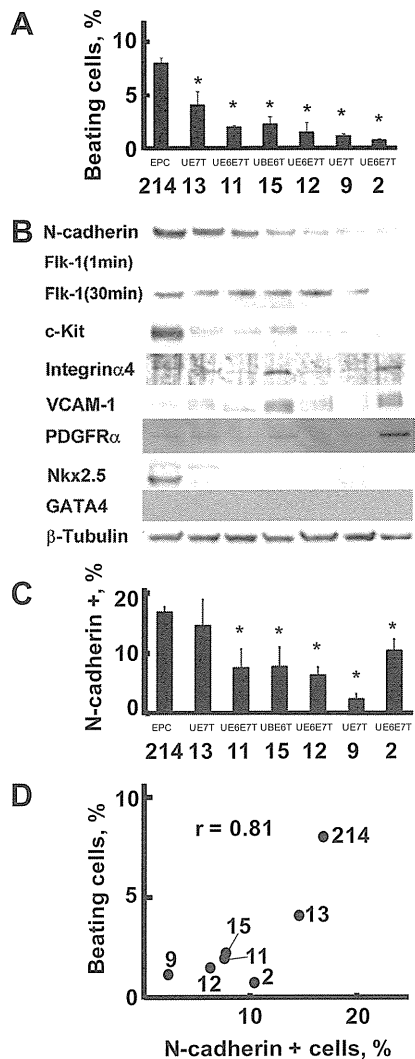 A
10
5
0
Beating cells, %
* * * * * *
EPC UE7T UE6E7T UBE6T UE6E7T UE7T UE6E7T
214 13 11 15 12 9 2
B
N-cadherin
Flk-1(1min)
Flk-1(30min)
c-Kit
Integrinα4
VCAM-1
PDGFRα
Nkx2.5
GATA4
β-Tubulin
C
20
10
0
N-cadherin +, %
* * * * *
EPC UE7T UE6E7T UBE6T UE6E7T UE7T UE6E7T
214 13 11 15 12 9 2
D
10
5
0
Beating cells, %
r = 0.81
214
13
15
11
9
12
2
10 20
N-cadherin + cells, %